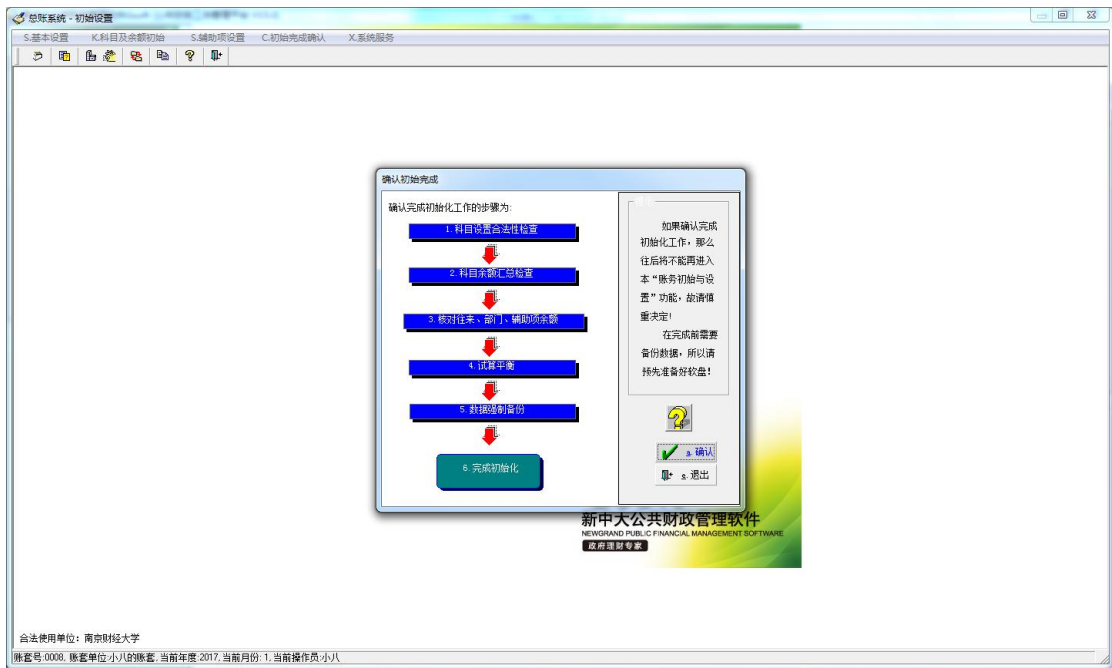 总账系统 - 初始设置
S.基本设置 K.科目及余额初始 S.辅助项设置 C.初始完成确认 X.系统服务
确认初始完成
确认完成初始化工作的步骤为:
1. 科目设置合法性检查
2. 科目余额汇总检查
3. 核对往来、部门、辅助项余额
4. 试算平衡
5. 数据强制备份
6. 完成初始化
如果确认完成
初始化工作，那么
往后将不能再进入
本“账务初始与设
置”功能，故请慎
重决定!
在完成前需要
备份数据，所以请
预先准备好软盘!
a.确认
g.退出
新中大公共财政管理软件
NEWGRAND PUBLIC FINANCIAL MANAGEMENT SOFTWARE
政府理财专家
合法使用单位：南京财经大学
账套号:0008, 账套单位:小八的账套, 当前年度:2017, 当前月份: 1, 当前操作员:小八